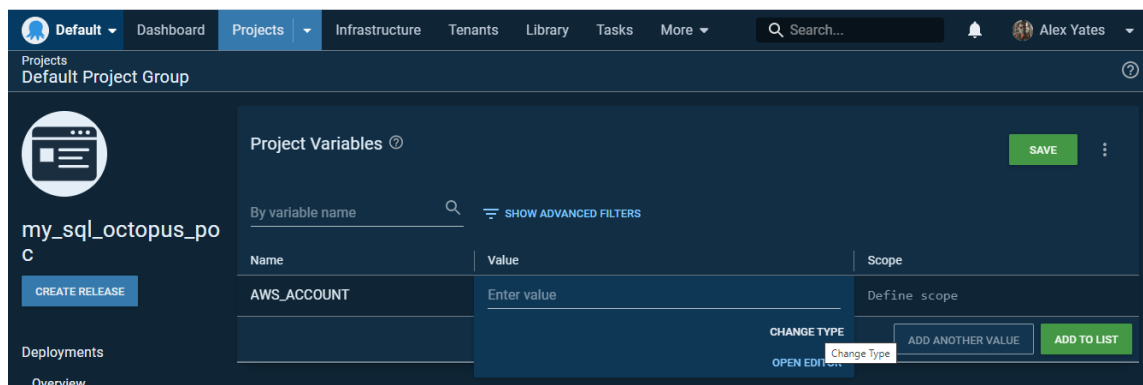 Default Dashboard Projects Infrastructure Tenants Library Tasks More Search... Alex Yates
Projects
Default Project Group
my_sql_octopus_po
c
CREATE RELEASE
Deployments
Overview
Project Variables
SAVE
By variable name
SHOW ADVANCED FILTERS
Name Value Scope
AWS_ACCOUNT Enter value Define scope
CHANGE TYPE
ADD ANOTHER VALUE ADD TO LIST
Change Type
OPEN EDITOR